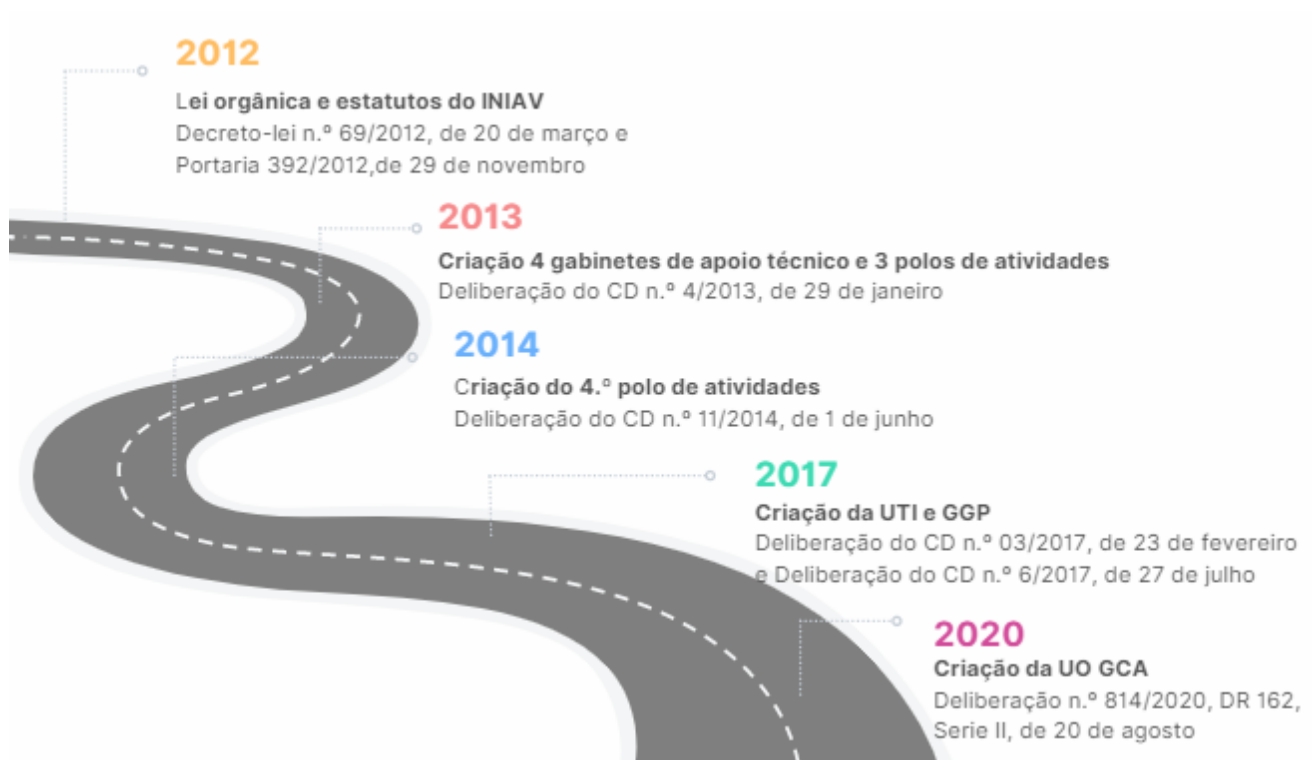 2012
Lei orgânica e estatutos do INIAV
Decreto-lei n.º 69/2012, de 20 de março e
Portaria 392/2012,de 29 de novembro
2013
Criação 4 gabinetes de apoio técnico e 3 polos de atividades
Deliberação do CD n.º 4/2013, de 29 de janeiro
2014
Criação do 4.º polo de atividades
Deliberação do CD n.º 11/2014, de 1 de junho
2017
Criação da UTI e GGP
Deliberação do CD n.º 03/2017, de 23 de fevereiro
e Deliberação do CD n.º 6/2017, de 27 de julho
2020
Criação da UO GCA
Deliberação n.º 814/2020, DR 162,
Serie II, de 20 de agosto